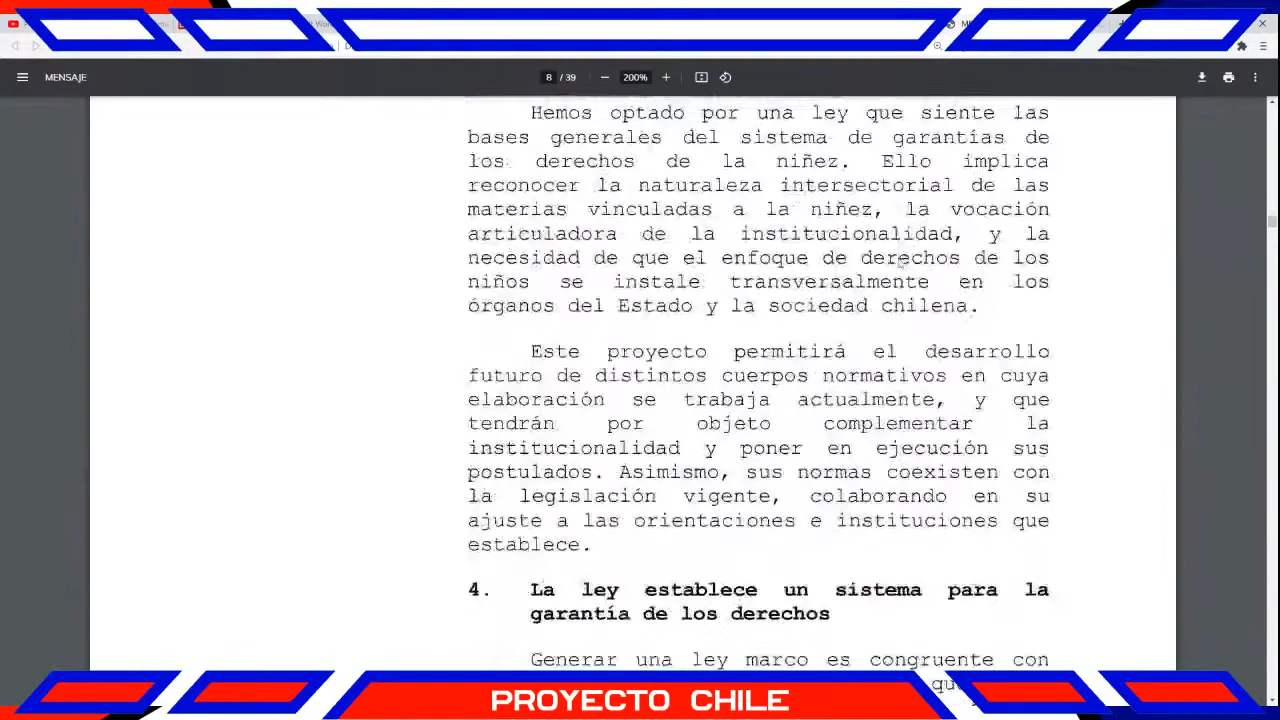 MENSAJE
8 / 39
200%
Hemos optado por una ley que siente las
bases generales del sistema de garantías de
los derechos de la niñez. Ello implica
reconocer la naturaleza intersectorial de las
materias vinculadas a la niñez, la vocación
articuladora de la institucionalidad, y la
necesidad de que el enfoque de derechos de los
niños se instale transversalmente en los
órganos del Estado y la sociedad chilena.
Este proyecto permitirá el desarrollo
futuro de distintos cuerpos normativos en cuya
elaboración se trabaja actualmente, y que
tendrán por objeto complementar la
institucionalidad y poner en ejecución sus
postulados. Asimismo, sus normas coexisten con
la legislación vigente, colaborando en su
ajuste a las orientaciones e instituciones que
establece.
4. La ley establece un sistema para la
garantía de los derechos
Generar una ley marco es congruente con
PROYECTO CHILE